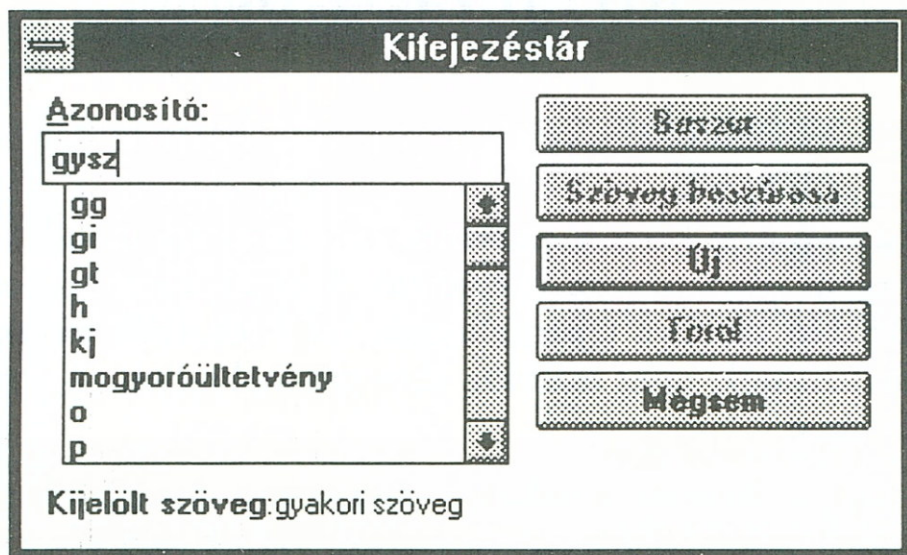 Kifejezéstár
Azonosító:
gysz
gg
gi
gt
h
kj
mogyoróültetvény
o
p
Beszúr
Szöveg beszúrása
Új
Töröl
Mégsem
Kijelölt szöveg:gyakori szöveg